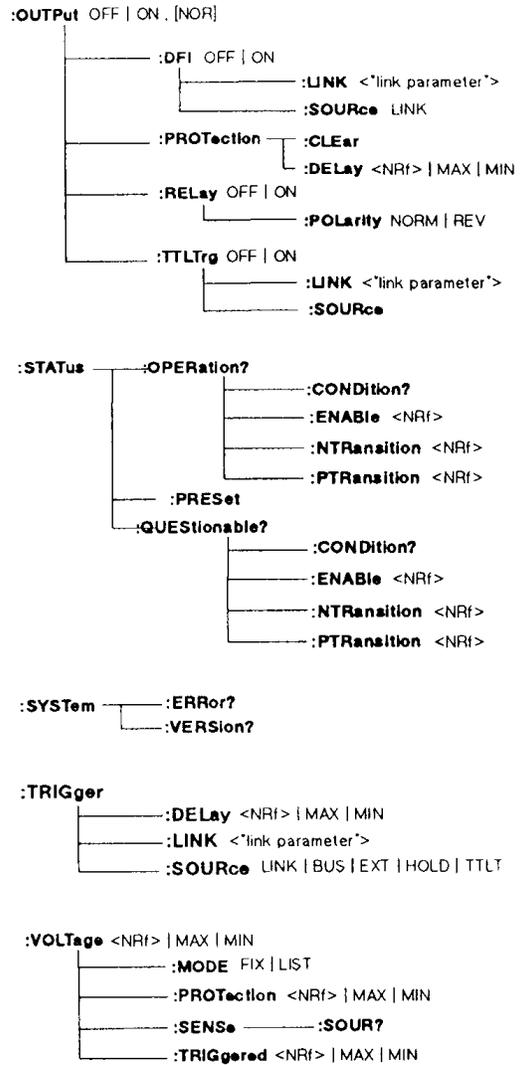 :OUTPut OFF | ON , [NOR]
:DFI OFF | ON
:LINK <"link parameter">
:SOURce LINK
:PROTection :CLEar
:DELay <NRf> | MAX | MIN
:RELay OFF | ON
:POLarity NORM | REV
:TTLTrg OFF | ON
:LINK <"link parameter">
:SOURce
:STATus :OPERation?
:CONDition?
:ENABle <NRf>
:NTRansition <NRf>
:PTRansition <NRf>
:PRESet
:QUEStionable?
:CONDition?
:ENABle <NRf>
:NTRansition <NRf>
:PTRansition <NRf>
:SYSTem :ERRor?
:VERSion?
:TRIGger
:DELay <NRf> | MAX | MIN
:LINK <"link parameter">
:SOURce LINK | BUS | EXT | HOLD | TTLT
:VOLTage <NRf> | MAX | MIN
:MODE FIX | LIST
:PROTection <NRf> | MAX | MIN
:SENSe :SOUR?
:TRIGgered <NRf> | MAX | MIN